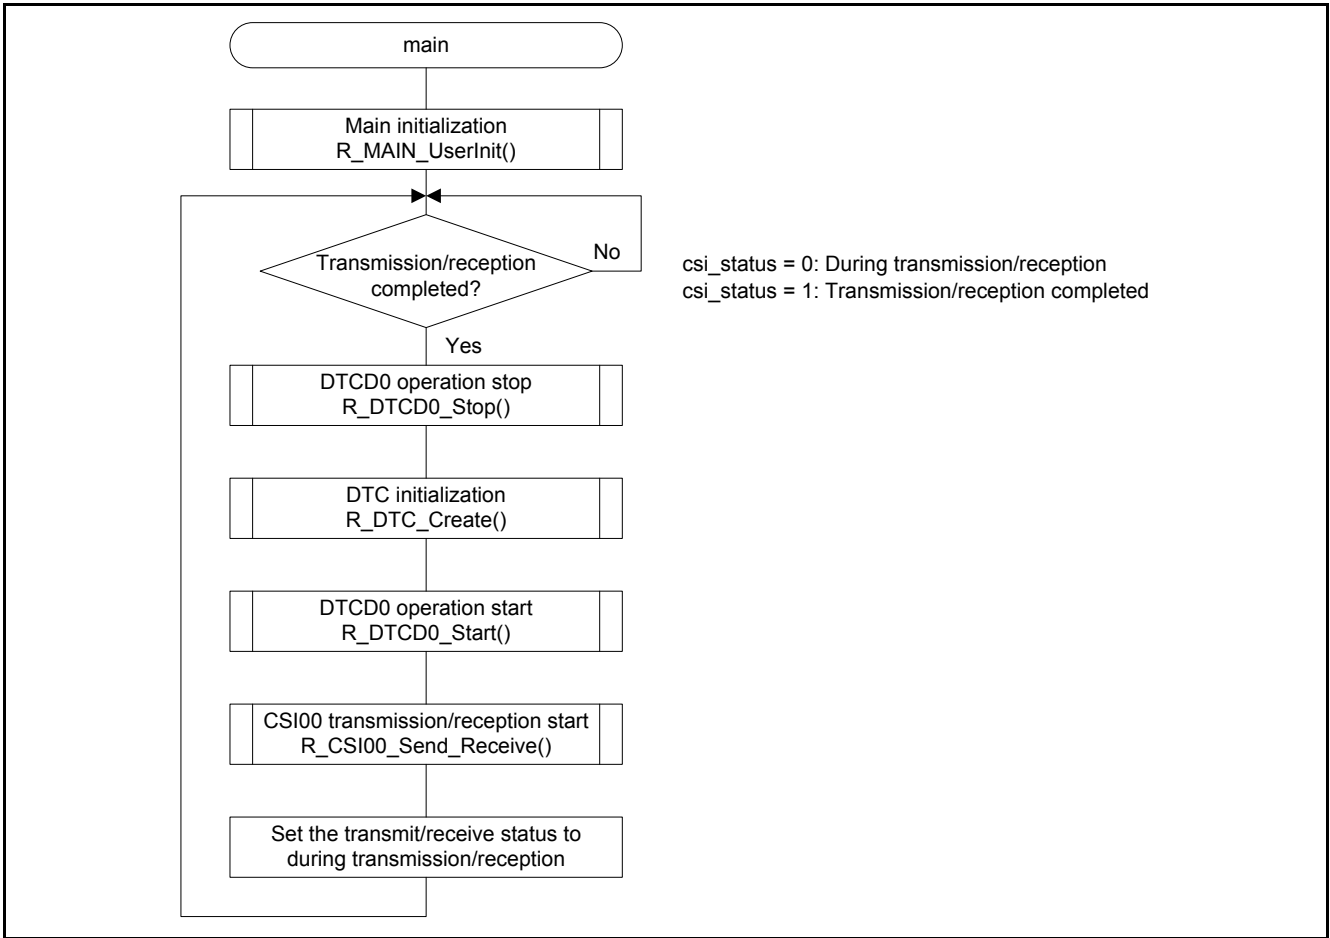 main
Main initialization
R_MAIN_UserInit()
Transmission/reception
completed?
No
csi_status = 0: During transmission/reception
csi_status = 1: Transmission/reception completed
Yes
DTCD0 operation stop
R_DTCD0_Stop()
DTC initialization
R_DTC_Create()
DTCD0 operation start
R_DTCD0_Start()
CSI00 transmission/reception start
R_CSI00_Send_Receive()
Set the transmit/receive status to
during transmission/reception